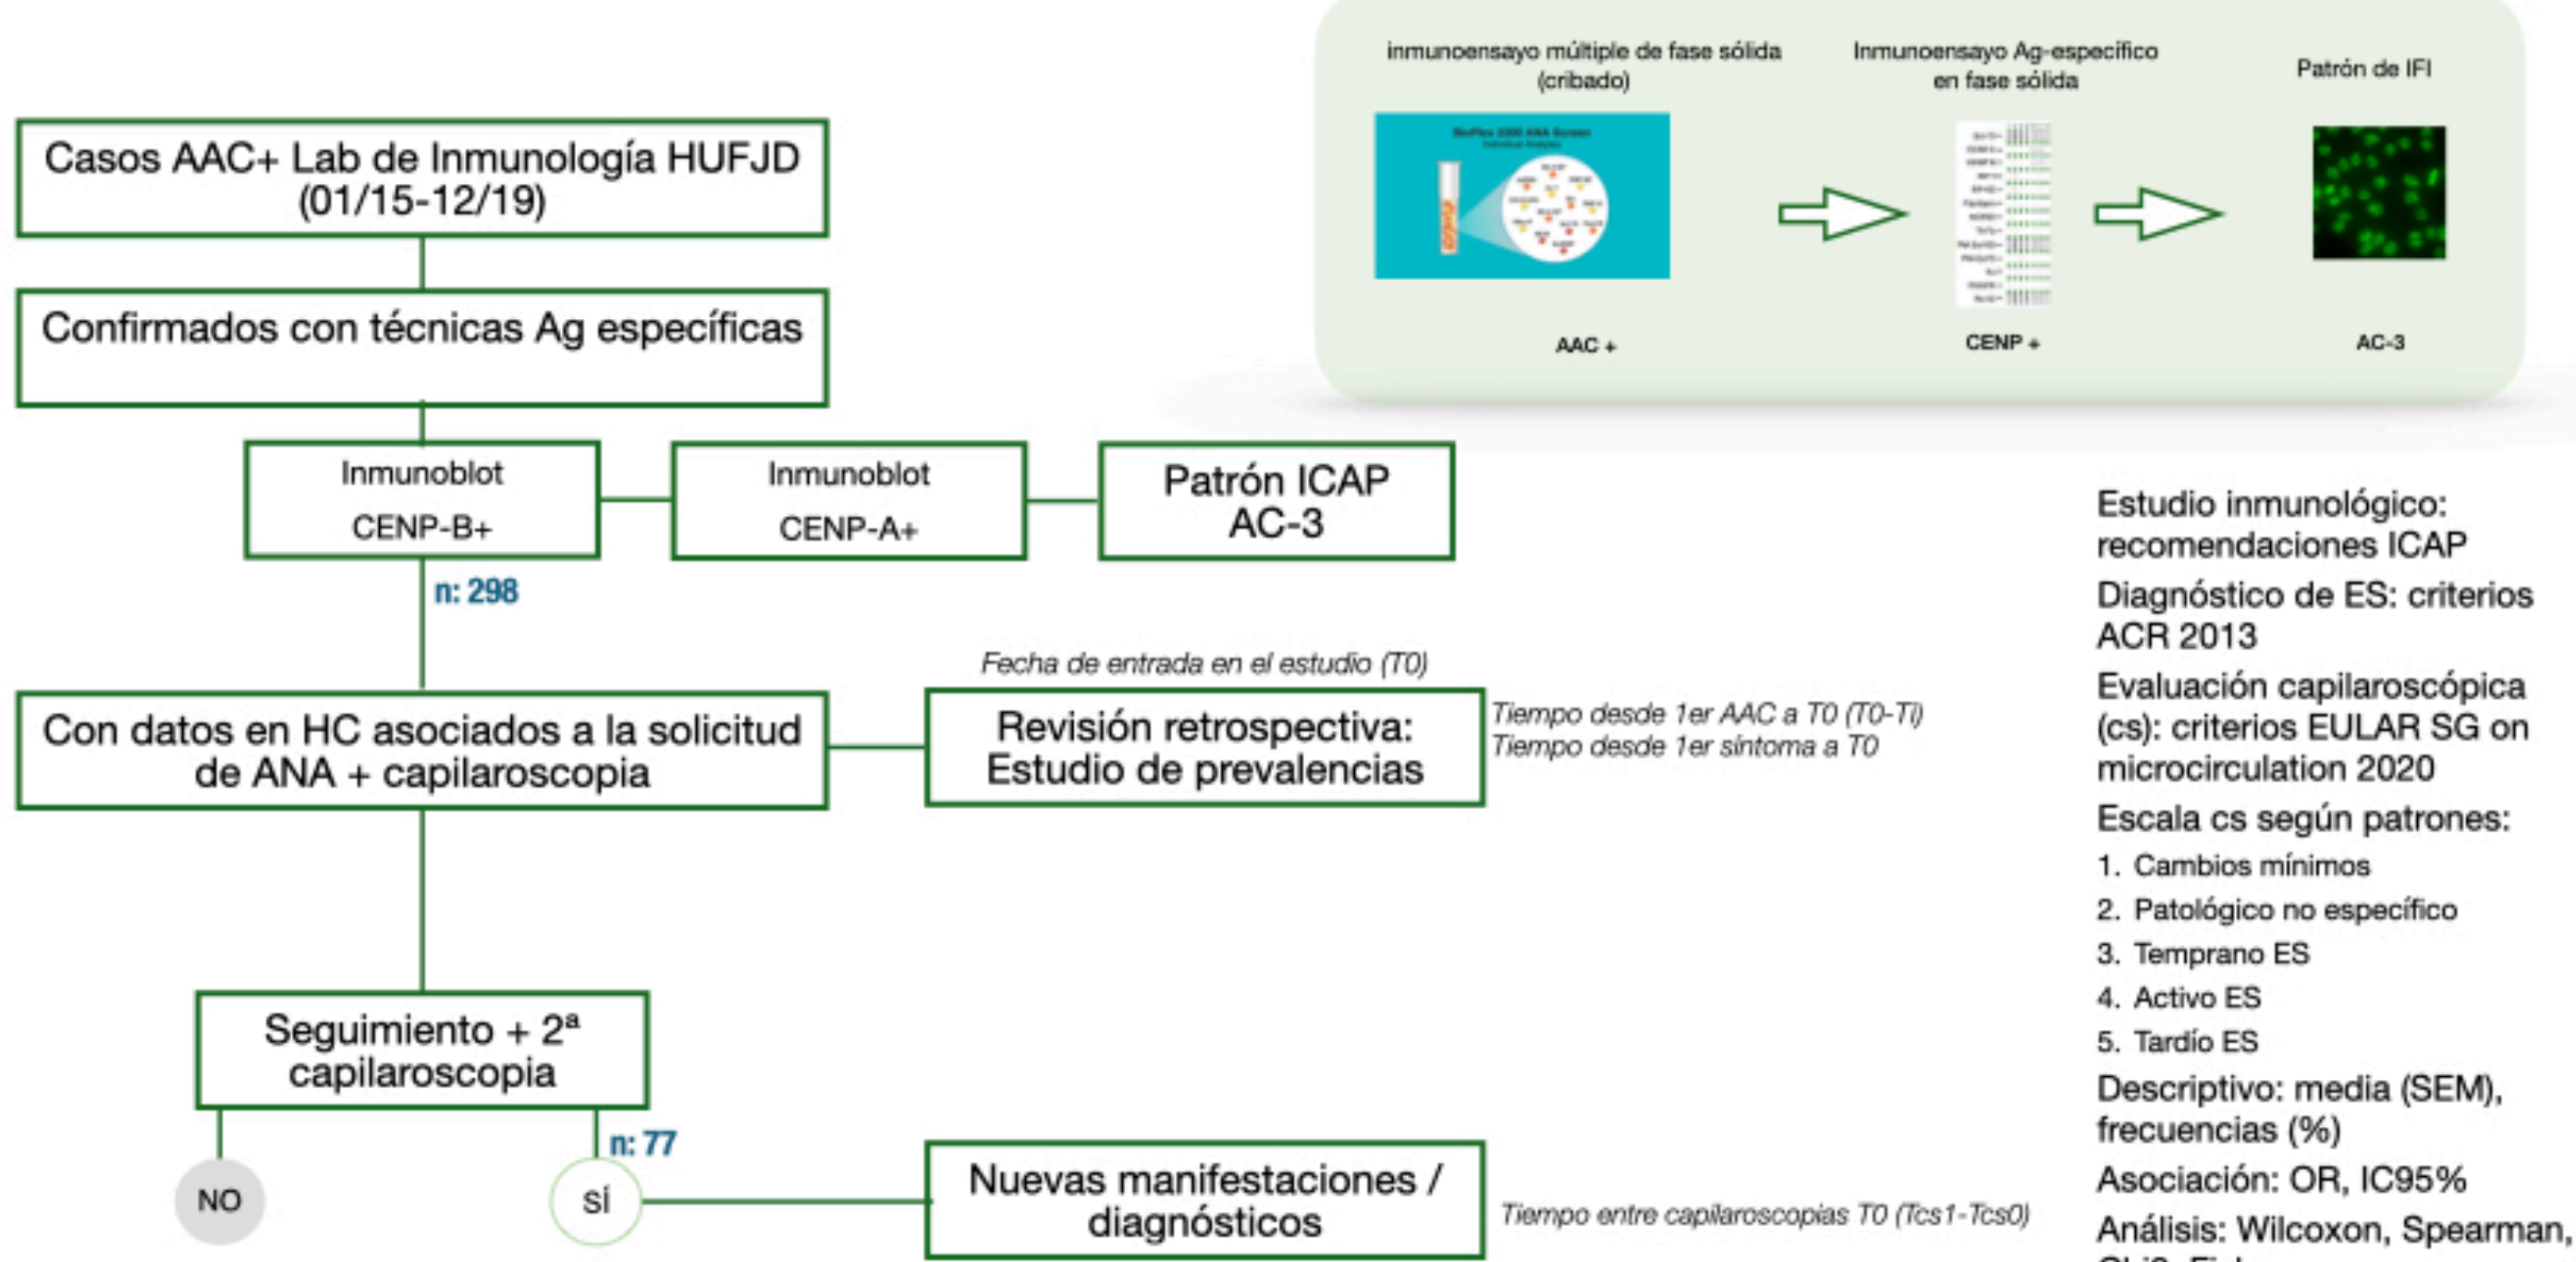 inmunoensayo múltiple de fase sólida
(cribado)
Inmunoensayo Ag-específico
en fase sólida
Patrón de IFI
BioPlex 2200 ANA Screen
AAC +
CENP +
AC-3
Casos AAC+ Lab de Inmunología HUFJD
(01/15-12/19)
Confirmados con técnicas Ag específicas
Inmunoblot
CENP-B+
Inmunoblot
CENP-A+
Patrón ICAP
AC-3
n: 298
Fecha de entrada en el estudio (T0)
Con datos en HC asociados a la solicitud
de ANA + capilaroscopia
Revisión retrospectiva:
Estudio de prevalencias
Tiempo desde 1er AAC a T0 (T0-Ti)
Tiempo desde 1er síntoma a T0
Seguimiento + 2ª
capilaroscopia
n: 77
NO
SÍ
Nuevas manifestaciones /
diagnósticos
Tiempo entre capilaroscopias T0 (Tcs1-Tcs0)
Estudio inmunológico:
recomendaciones ICAP
Diagnóstico de ES: criterios
ACR 2013
Evaluación capilaroscópica
(cs): criterios EULAR SG on
microcirculation 2020
Escala cs según patrones:
1. Cambios mínimos
2. Patológico no específico
3. Temprano ES
4. Activo ES
5. Tardío ES
Descriptivo: media (SEM),
frecuencias (%)
Asociación: OR, IC95%
Análisis: Wilcoxon, Spearman,